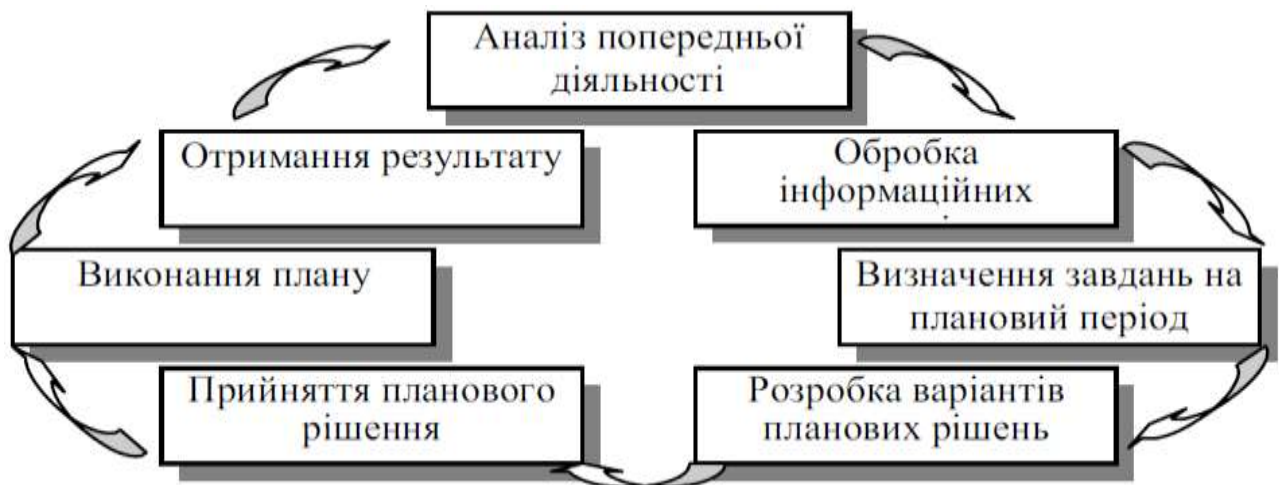 Аналіз попередньої
діяльності
Отримання результату
Обробка
інформаційних
Виконання плану
Визначення завдань на
плановий період
Прийняття планового
рішення
Розробка варіантів
планових рішень